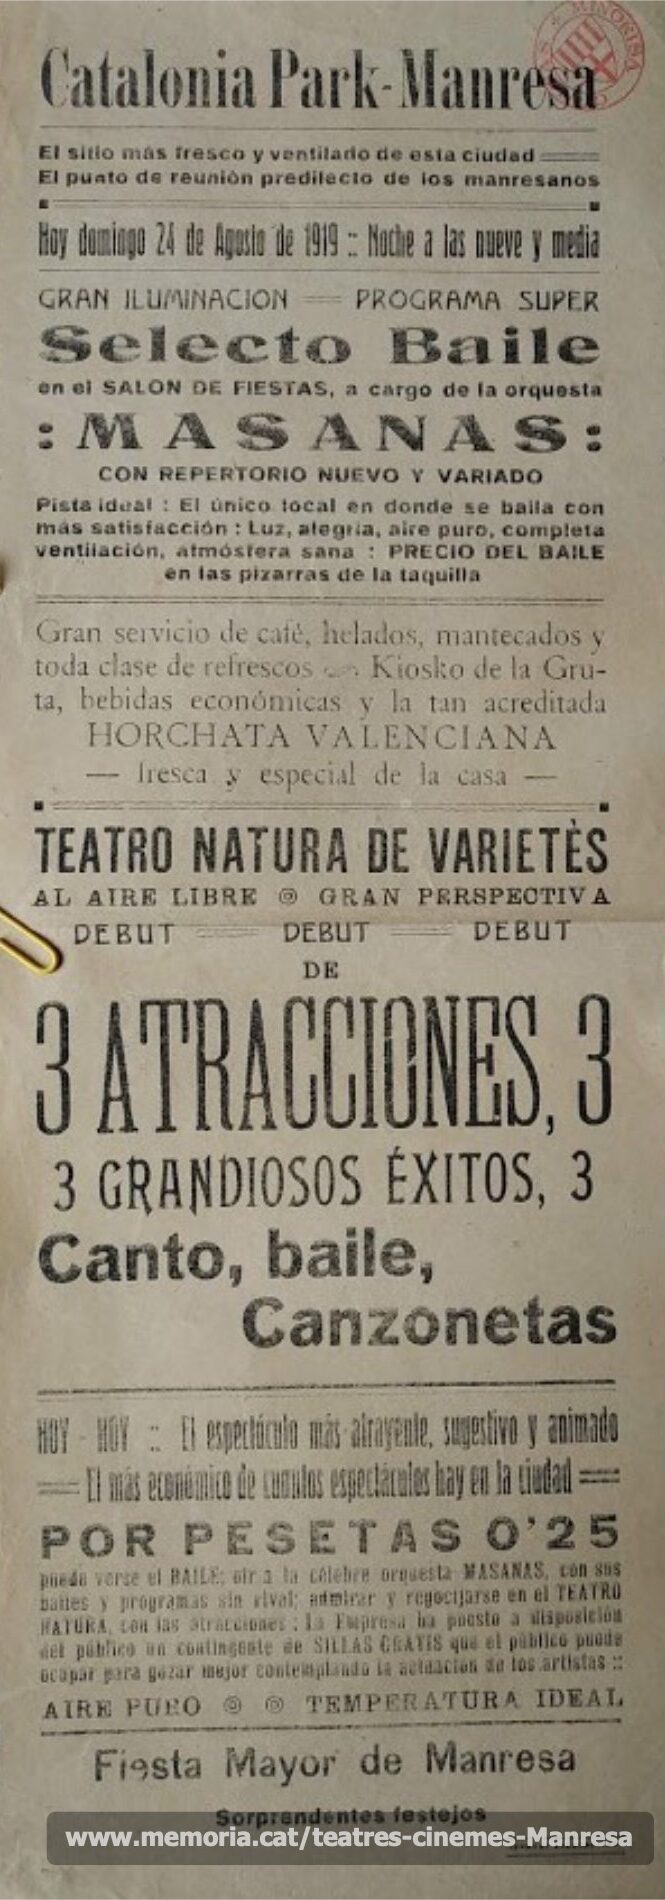 MINORISA
Catalonia Park-Manresa
El sitio más fresco y ventilado de esta ciudad
El punto de reunión predilecto de los manresanos
Hoy domingo 24 de Agosto de 1919 :: Noche a las nueve y media
GRAN ILUMINACION — PROGRAMA SUPER
Selecto Baile
en el SALON DE FIESTAS, a cargo de la orquesta
: MASANAS :
CON REPERTORIO NUEVO Y VARIADO
Pista ideal : El único local en donde se baila con
más satisfacción : Luz, alegria, aire puro, completa
ventilación, atmósfera sana : PRECIO DEL BAILE
en las pizarras de la taquilla
Gran servicio de café, helados, mantecados y
toda clase de refrescos — Kiosko de la Gru-
ta, bebidas económicas y la tan acreditada
HORCHATA VALENCIANA
— fresca y especial de la casa —
TEATRO NATURA DE VARIETÈS
AL AIRE LIBRE ◎ GRAN PERSPECTIVA
DEBUT — DEBUT — DEBUT
DE
3 ATRACCIONES, 3
3 GRANDIOSOS ÉXITOS, 3
Canto, baile,
Canzonetas
HOY - HOY :: El espectáculo más atrayente, sugestivo y animado
El más económico de cuantos espectáculos hay en la ciudad
POR PESETAS 0'25
puede verse el BAILE; oir a la célebre orquesta MASANAS, con sus
bailes y programas sin rival; admirar y regocijarse en el TEATRO
NATURA, con las atracciones : La Empresa ha puesto a disposición
del público un contingente de SILLAS GRATIS que el público puede
ocupar para gozar mejor contemplando la actuación de los artistas ::
AIRE PURO ◎ ◎ TEMPERATURA IDEAL
Fiesta Mayor de Manresa
Sorprendentes festejos
www.memoria.cat/teatres-cinemes-Manresa